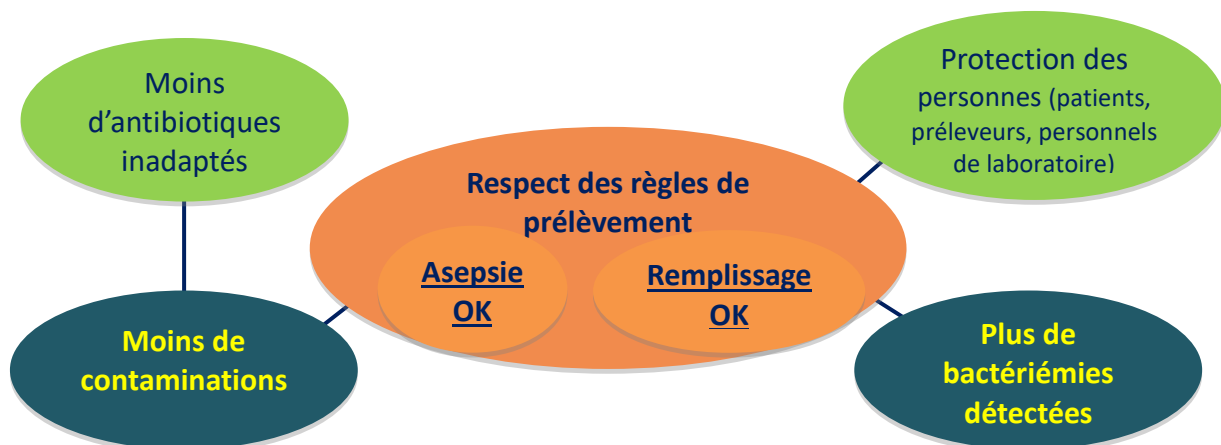 Moins
d'antibiotiques
inadaptés
Protection des
personnes (patients,
préleveurs, personnels
de laboratoire)
Respect des règles de
prélèvement
Asepsie
OK
Remplissage
OK
Moins de
contaminations
Plus de
bactériémies
détectées